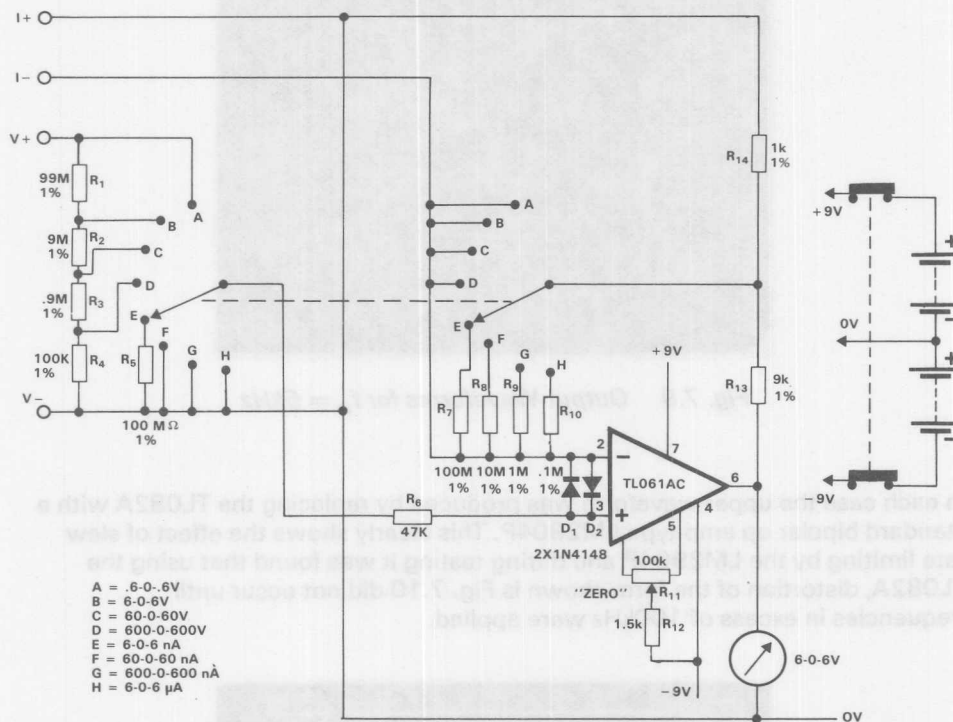 I+
I−
V+
99M
1%
R1
A
B
9M
1%
R2
C
D
.9M
1%
R3
E
F
100K
1%
R4
R5
G
H
V−
100 MΩ
1%
A
B
C
D
E
F
G
H
R7
R8
R9
R10
100M
1%
10M
1%
1M
1%
.1M
1%
R14
1k
1%
R13
9k
1%
+9V
0V
−9V
+9V
2
3
7
6
4
5
−
+
TL061AC
D1
D2
2X1N4148
R6
47K
100k
"ZERO"
R11
1.5k
R12
−9V
6-0-6V
0V
A = .6-0-.6V
B = 6-0-6V
C = 60-0-60V
D = 600-0-600V
E = 6-0-6 nA
F = 60-0-60 nA
G = 600-0-600 nA
H = 6-0-6 µA